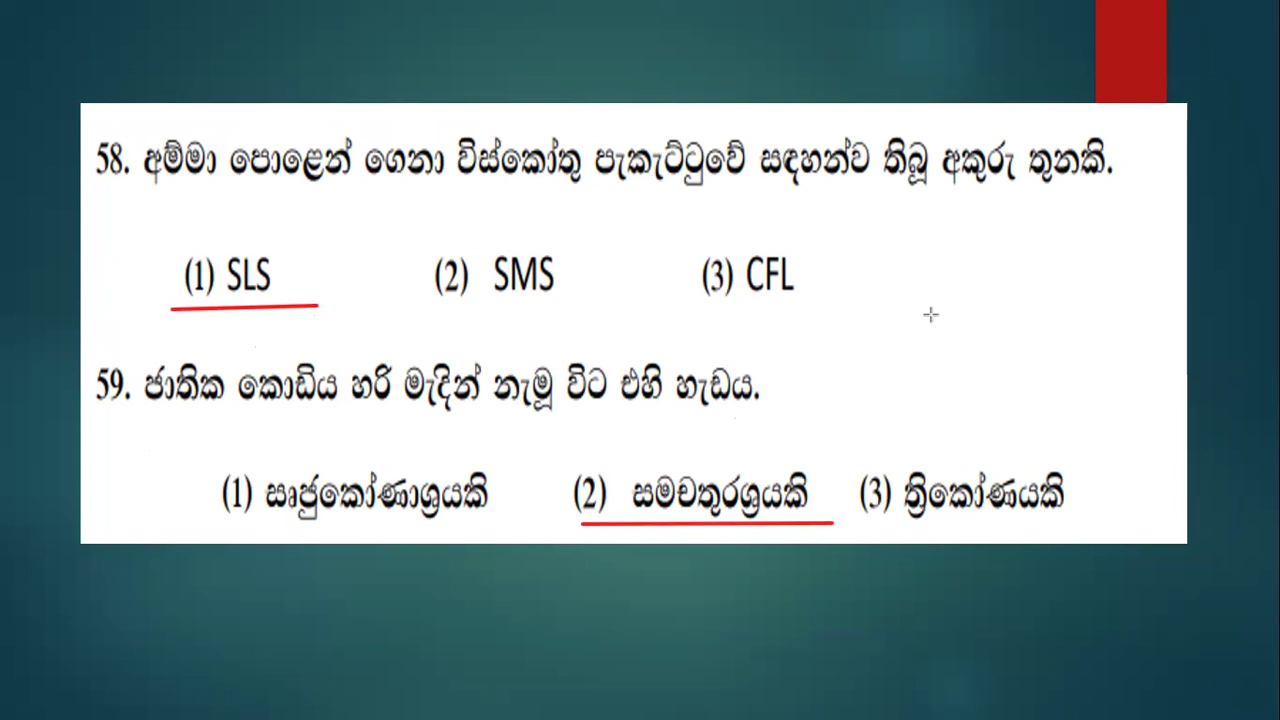 58. අම්මා පොළෙන් ගෙනා විස්කෝතු පැකැට්ටුවේ සඳහන්ව තිබූ අකුරු තුනකි.
(1) SLS (2) SMS (3) CFL
59. ජාතික කොඩිය හරි මැදින් නැමූ විට එහි හැඩය.
(1) සෘජුකෝණාශ්‍රයකි (2) සමචතුරශ්‍රයකි (3) ත්‍රිකෝණයකි